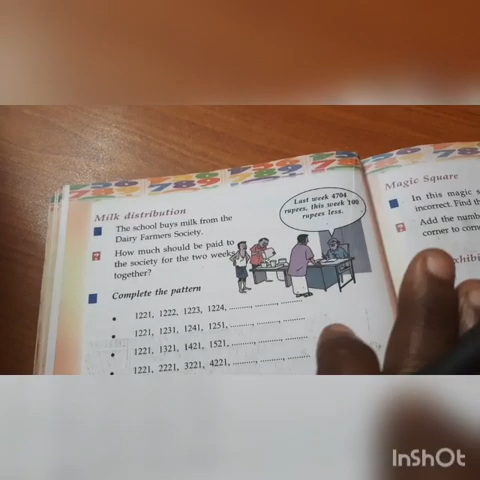 Milk distribution
The school buys milk from the
Dairy Farmers Society.
How much should be paid to
the society for the two weeks
together?
Last week 4704
rupees, this week 100
rupees less.
Complete the pattern
1221, 1222, 1223, 1224, ........., ........., .........
1221, 1231, 1241, 1251, ........., ........., .........
1221, 1321, 1421, 1521, ........., ........., .........
1221, 2221, 3221, 4221, ........., ........., .........
Magic Square
In this magic s
incorrect. Find th
Add the numb
corner to corn
InShOt